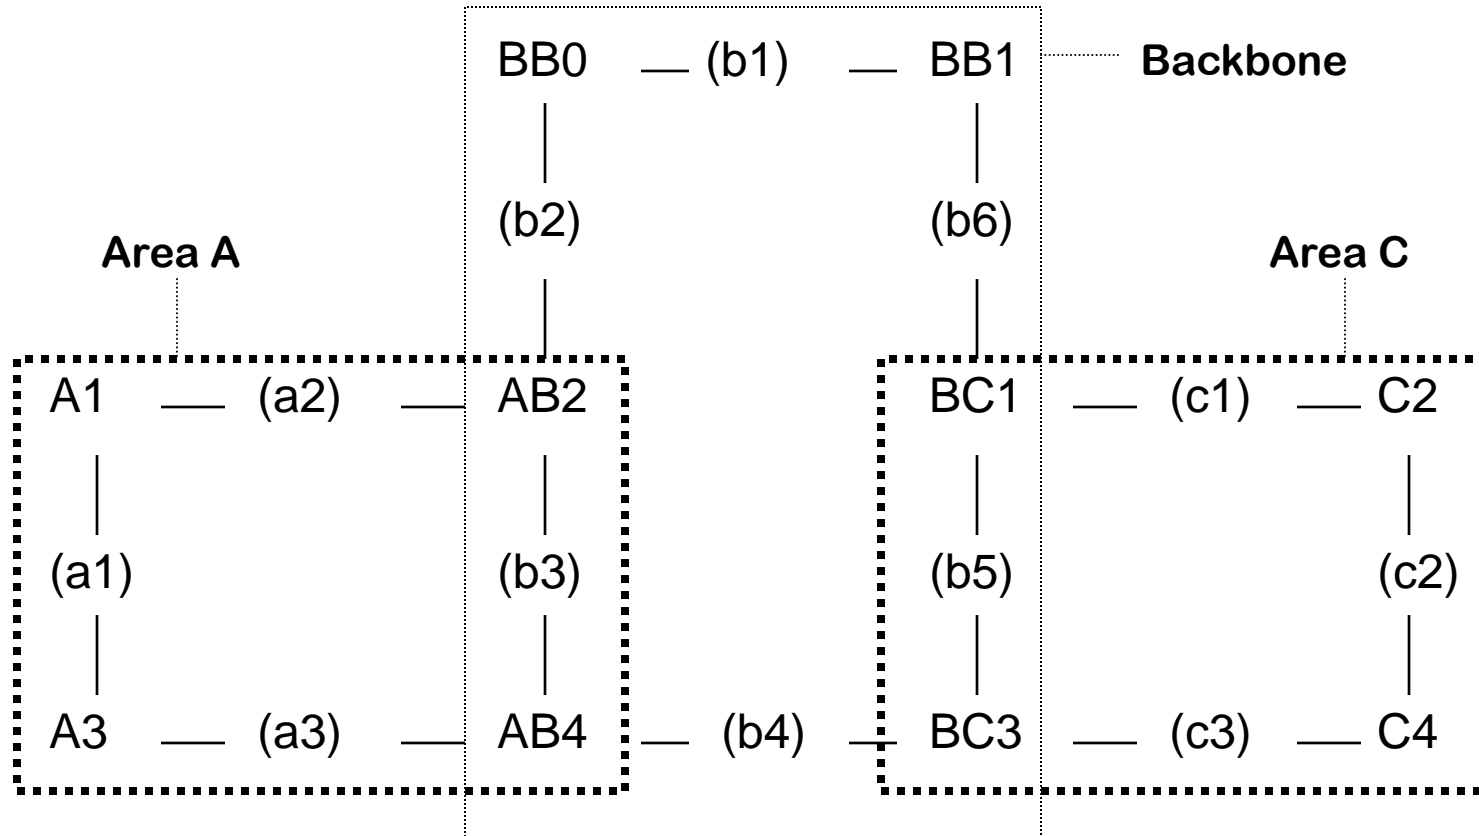 BB0 — (b1) — BB1 Backbone
(b2) (b6)
Area A Area C
A1 — (a2) — AB2 BC1 — (c1) — C2
(a1) (b3) (b5) (c2)
A3 — (a3) — AB4 — (b4) — BC3 — (c3) — C4